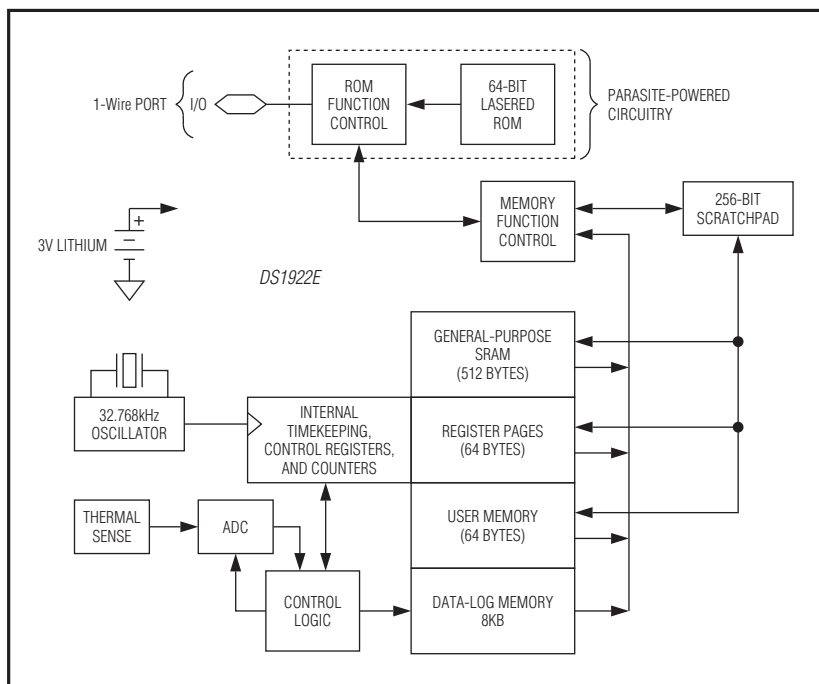 1-Wire PORT
I/O
ROM
FUNCTION
CONTROL
64-BIT
LASERED
ROM
PARASITE-POWERED
CIRCUITRY
MEMORY
FUNCTION
CONTROL
256-BIT
SCRATCHPAD
+
3V LITHIUM
DS1922E
GENERAL-PURPOSE
SRAM
(512 BYTES)
32.768kHz
OSCILLATOR
INTERNAL
TIMEKEEPING,
CONTROL REGISTERS,
AND COUNTERS
REGISTER PAGES
(64 BYTES)
USER MEMORY
(64 BYTES)
THERMAL
SENSE
ADC
CONTROL
LOGIC
DATA-LOG MEMORY
8KB